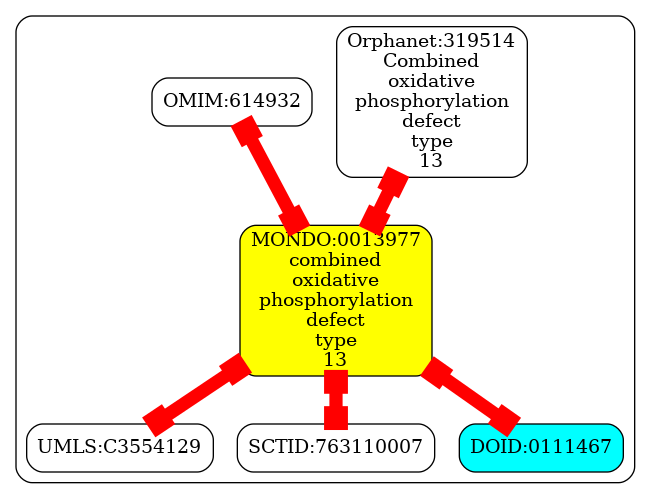 Orphanet:319514
Combined
oxidative
phosphorylation
defect
type
13
OMIM:614932
MONDO:0013977
combined
oxidative
phosphorylation
defect
type
13
UMLS:C3554129
SCTID:763110007
DOID:0111467